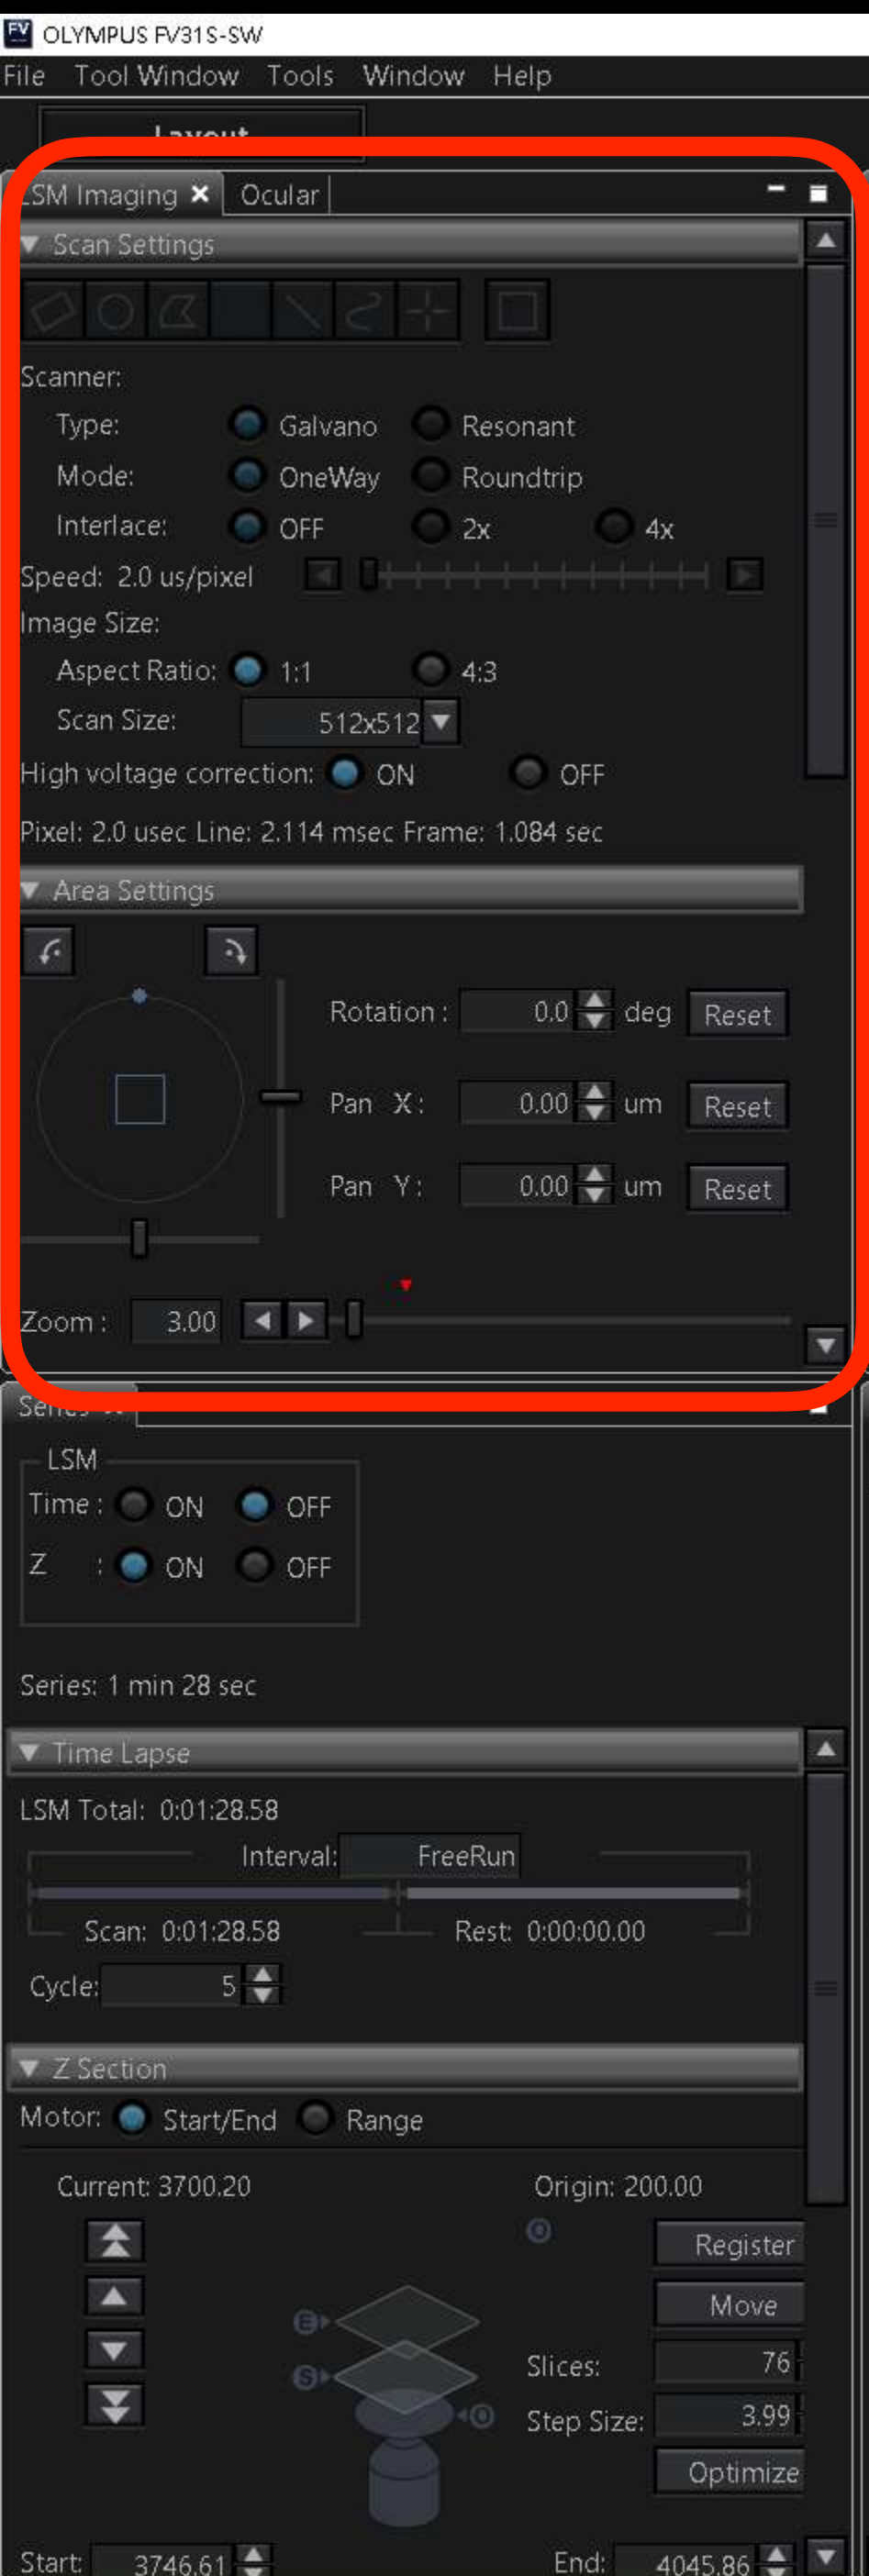 FV OLYMPUS FV31S-SW
File Tool Window Tools Window Help
Layout
LSM Imaging Ocular
Scan Settings
Scanner:
Type: Galvano Resonant
Mode: OneWay Roundtrip
Interlace: OFF 2x 4x
Speed: 2.0 us/pixel
Image Size:
Aspect Ratio: 1:1 4:3
Scan Size: 512x512
High voltage correction: ON OFF
Pixel: 2.0 usec Line: 2.114 msec Frame: 1.084 sec
Area Settings
Rotation : 0.0 deg Reset
Pan X : 0.00 um Reset
Pan Y : 0.00 um Reset
Zoom : 3.00
Series
LSM
Time : ON OFF
Z : ON OFF
Series: 1 min 28 sec
Time Lapse
LSM Total: 0:01:28.58
Interval: FreeRun
Scan: 0:01:28.58 Rest: 0:00:00.00
Cycle: 5
Z Section
Motor: Start/End Range
Current: 3700.20 Origin: 200.00
Register
Move
E
S
Slices: 76
Step Size: 3.99
Optimize
Start: 3746.61 End: 4045.86